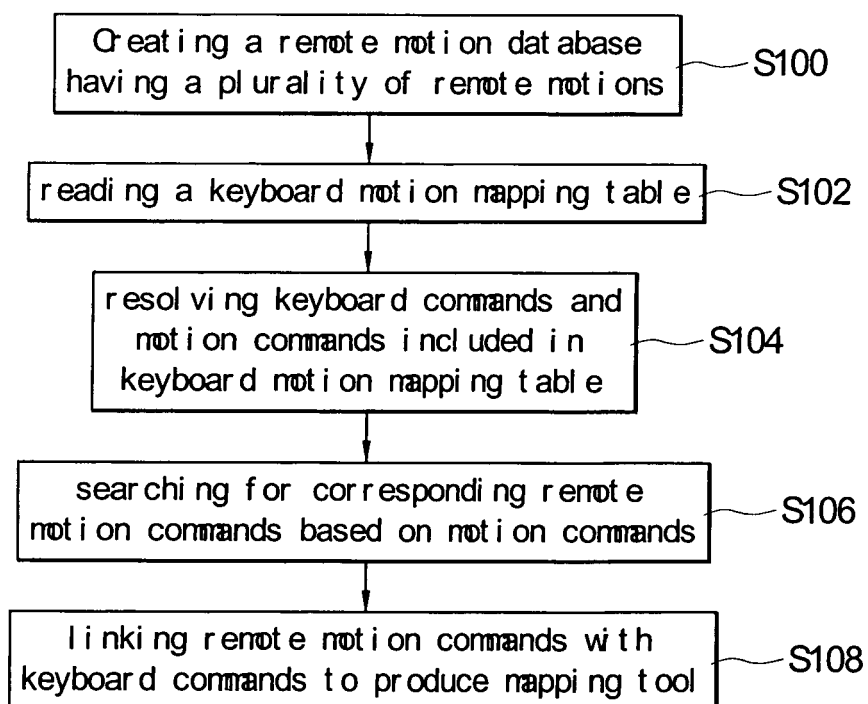 Creating a remote motion database
having a plurality of remote motions
S100
reading a keyboard motion mapping table
S102
resolving keyboard commands and
motion commands included in
keyboard motion mapping table
S104
searching for corresponding remote
motion commands based on motion commands
S106
linking remote motion commands with
keyboard commands to produce mapping tool
S108